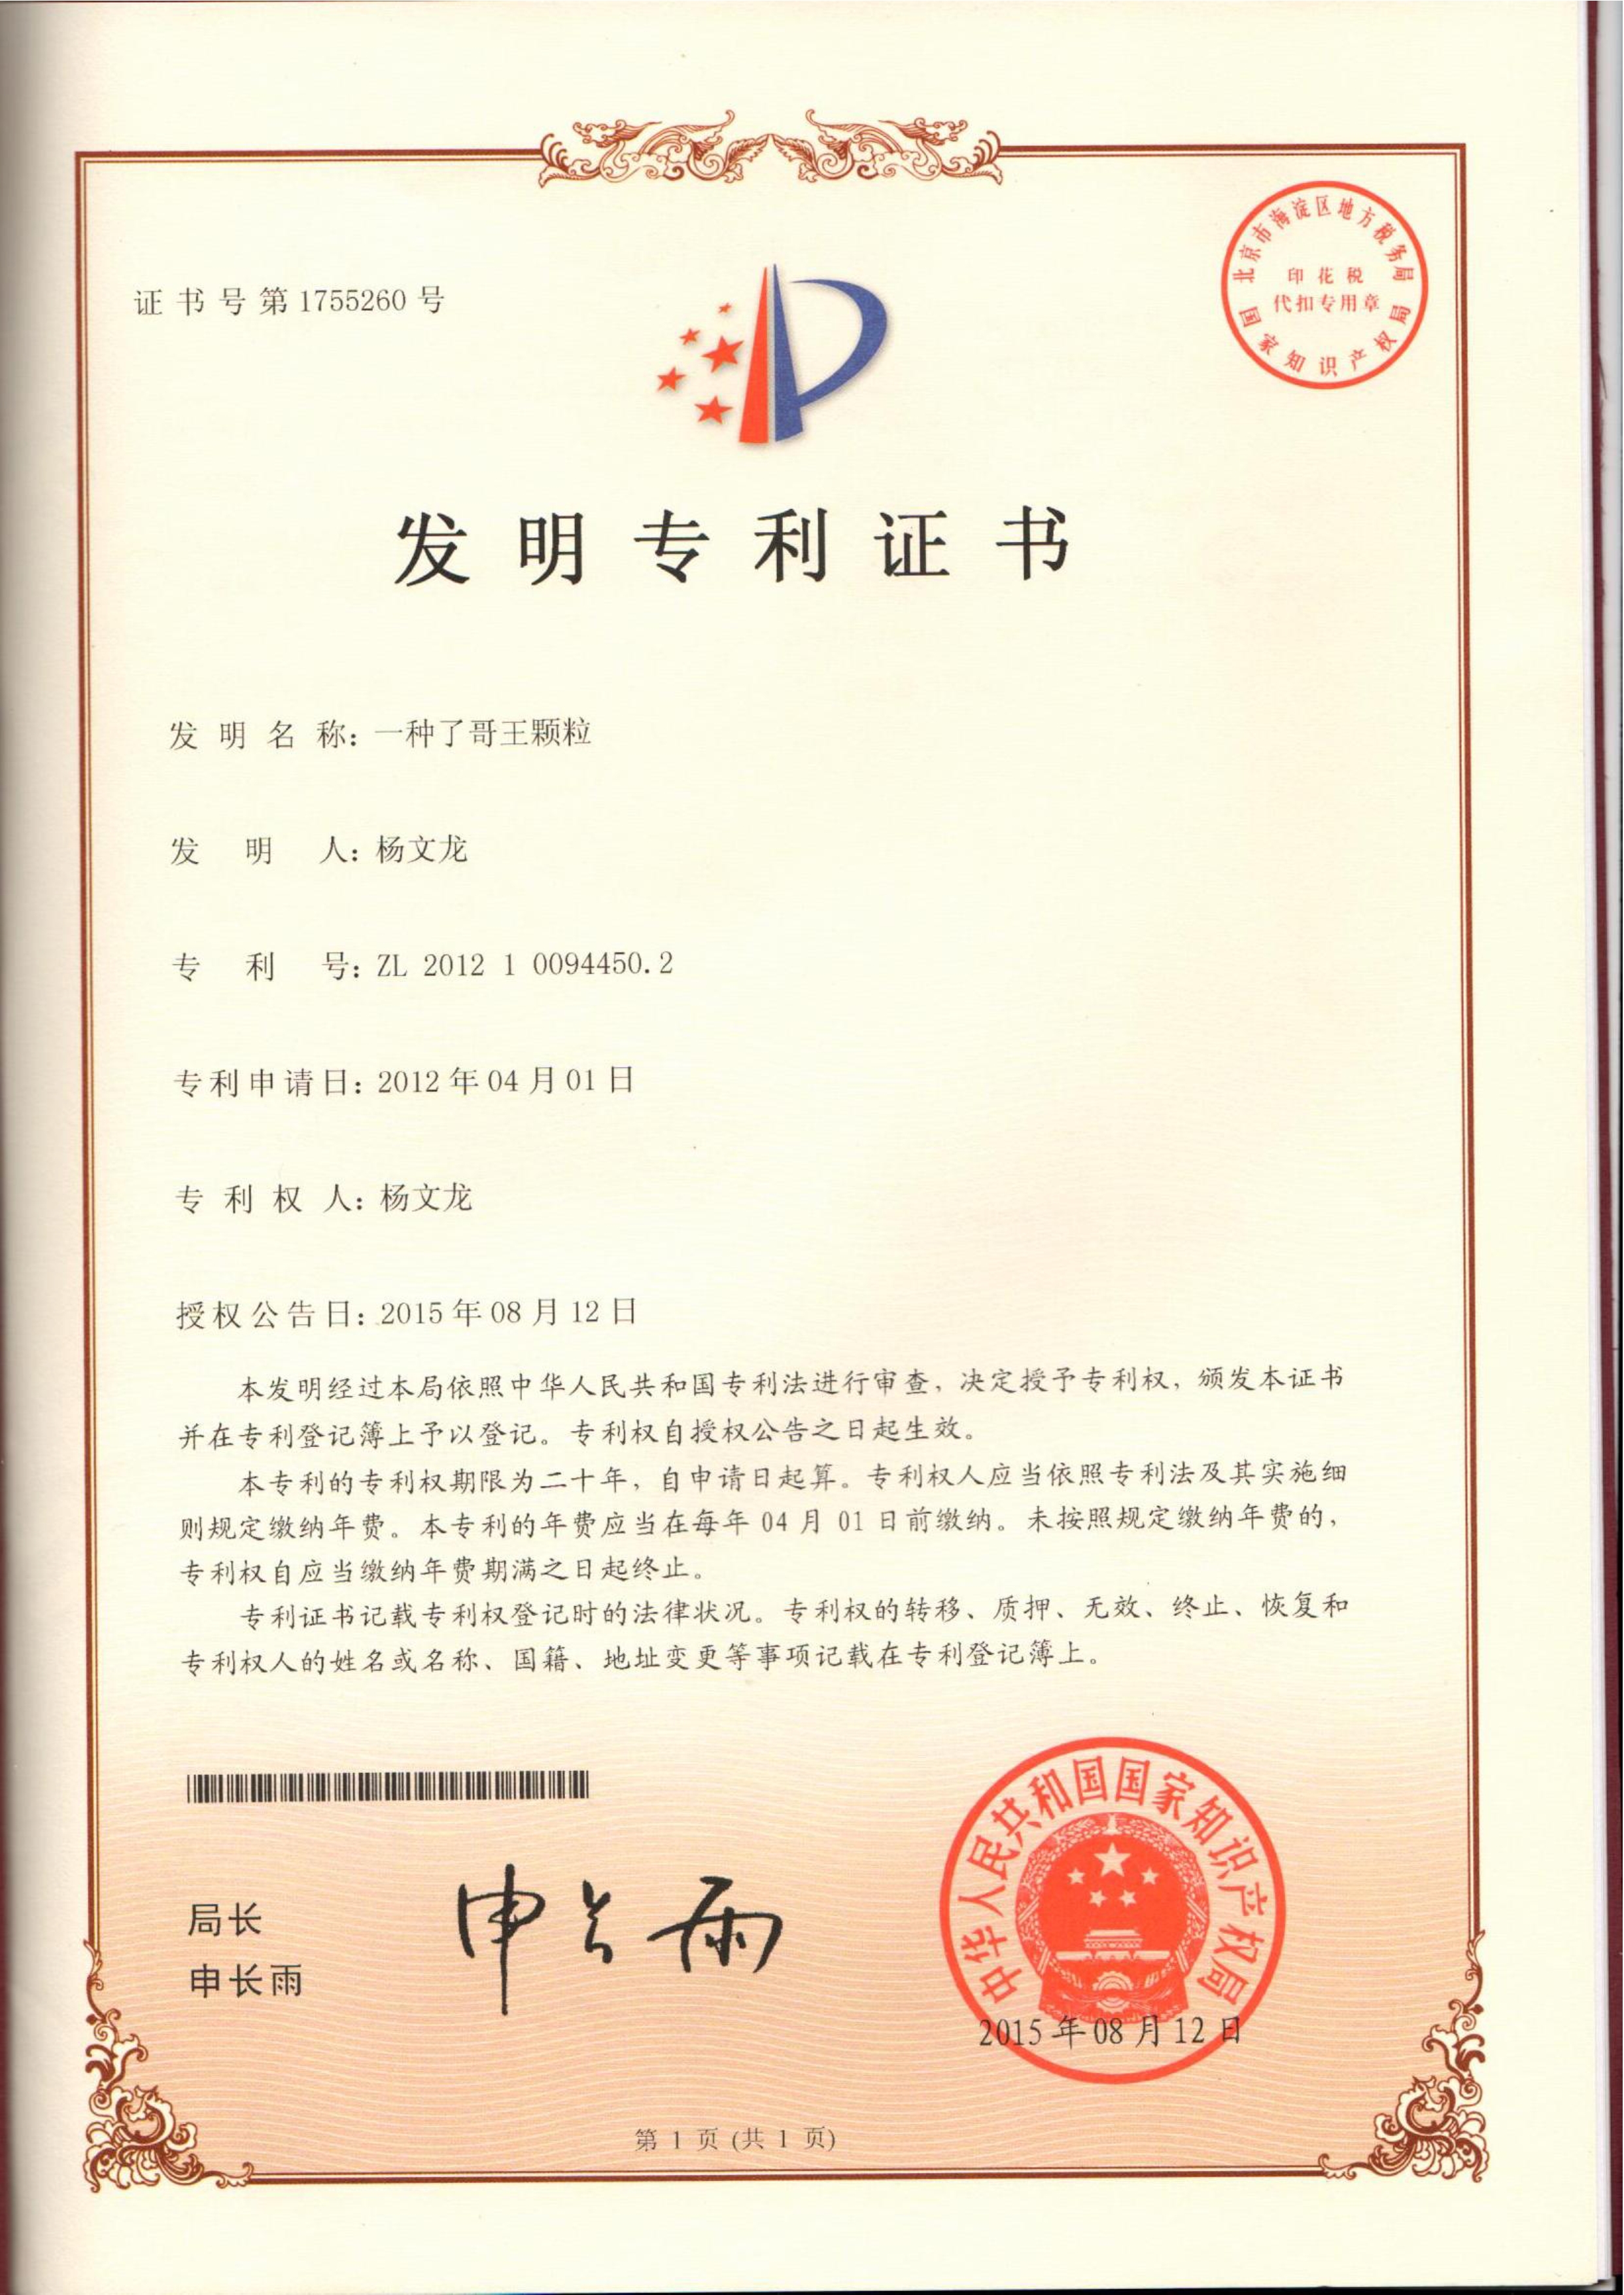 证书号第1755260号
北京市海淀区地方税务局
印花税
代扣专用章
国家知识产权局
发明专利证书
发明名称：一种了哥王颗粒
发明人：杨文龙
专利号：ZL 2012 1 0094450.2
专利申请日：2012年04月01日
专利权人：杨文龙
授权公告日：2015年08月12日
本发明经过本局依照中华人民共和国专利法进行审查，决定授予专利权，颁发本证书
并在专利登记簿上予以登记。专利权自授权公告之日起生效。
本专利的专利权期限为二十年，自申请日起算。专利权人应当依照专利法及其实施细
则规定缴纳年费。本专利的年费应当在每年04月01日前缴纳。未按照规定缴纳年费的，
专利权自应当缴纳年费期满之日起终止。
专利证书记载专利权登记时的法律状况。专利权的转移、质押、无效、终止、恢复和
专利权人的姓名或名称、国籍、地址变更等事项记载在专利登记簿上。
局长
申长雨
申长雨
中华人民共和国国家知识产权局
2015年08月12日
第1页(共1页)